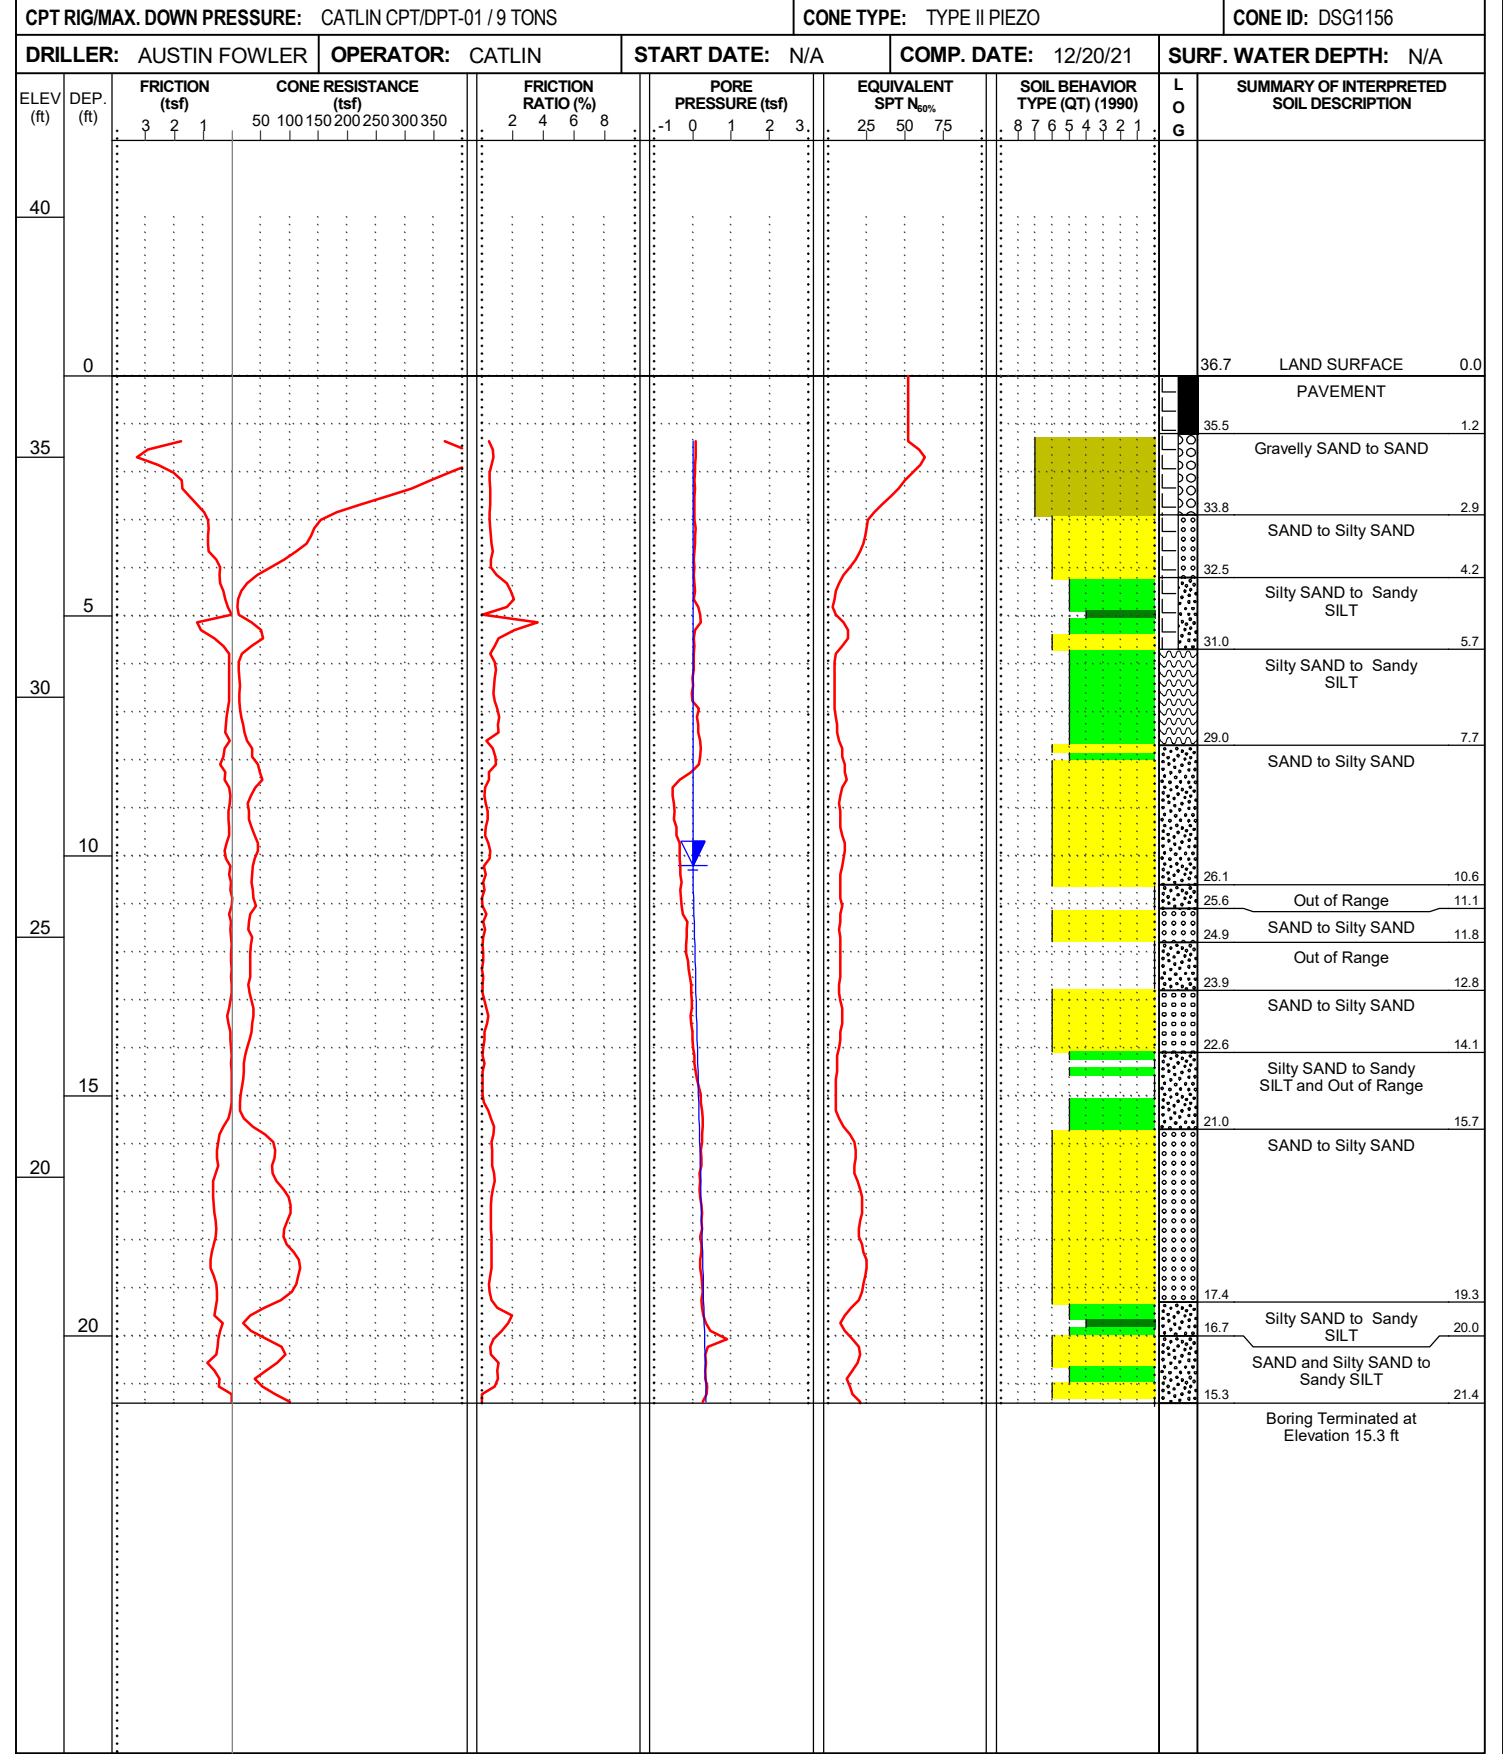 CPT RIG/MAX. DOWN PRESSURE: CATLIN CPT/DPT-01 / 9 TONS CONE TYPE: TYPE II PIEZO CONE ID: DSG1156
DRILLER: AUSTIN FOWLER OPERATOR: CATLIN START DATE: N/A COMP. DATE: 12/20/21 SURF. WATER DEPTH: N/A
ELEV (ft)
DEP. (ft)
FRICTION (tsf)
3 2 1
CONE RESISTANCE (tsf)
50 100 150 200 250 300 350
FRICTION RATIO (%)
2 4 6 8
PORE PRESSURE (tsf)
-1 0 1 2 3
EQUIVALENT SPT N60%
25 50 75
SOIL BEHAVIOR TYPE (QT) (1990)
8 7 6 5 4 3 2 1
L
O
G
SUMMARY OF INTERPRETED
SOIL DESCRIPTION
40
0
36.7 LAND SURFACE 0.0
PAVEMENT
35.5 1.2
35
Gravelly SAND to SAND
33.8 2.9
SAND to Silty SAND
32.5 4.2
5
Silty SAND to Sandy
SILT
31.0 5.7
30
Silty SAND to Sandy
SILT
29.0 7.7
SAND to Silty SAND
10
26.1 10.6
25.6 Out of Range 11.1
25
24.9 SAND to Silty SAND 11.8
Out of Range
23.9 12.8
SAND to Silty SAND
22.6 14.1
15
Silty SAND to Sandy
SILT and Out of Range
21.0 15.7
SAND to Silty SAND
20
17.4 19.3
20
Silty SAND to Sandy
16.7 SILT 20.0
SAND and Silty SAND to
Sandy SILT
15.3 21.4
Boring Terminated at
Elevation 15.3 ft